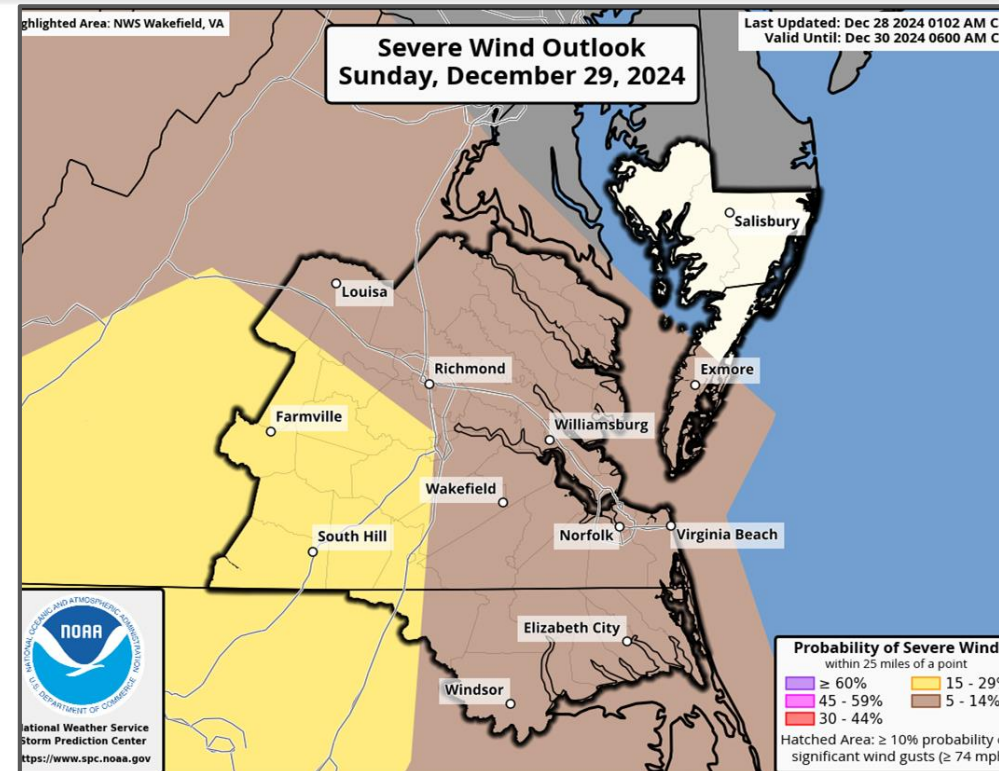 ghlighted Area: NWS Wakefield, VA
Severe Wind Outlook
Sunday, December 29, 2024
Last Updated: Dec 28 2024 0102 AM C
Valid Until: Dec 30 2024 0600 AM C
Salisbury
Louisa
Richmond
Exmore
Farmville
Williamsburg
Wakefield
South Hill
Norfolk
Virginia Beach
Elizabeth City
Windsor
NATIONAL OCEANIC AND ATMOSPHERIC ADMINISTRATION
NOAA
U.S. DEPARTMENT OF COMMERCE
ational Weather Service
Storm Prediction Center
ttps://www.spc.noaa.gov
Probability of Severe Wind
within 25 miles of a point
≥ 60%
15 - 29%
45 - 59%
5 - 14%
30 - 44%
Hatched Area: ≥ 10% probability o
significant wind gusts (≥ 74 mph